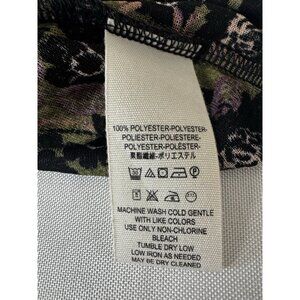 100% POLYESTER-POLYESTER-
POLIESTER-POLIESTERE-
POLYESTER-POLÉSTER-
聚酯纖維-ポリエステル
MACHINE WASH COLD GENTLE
WITH LIKE COLORS
USE ONLY NON-CHLORINE
BLEACH
TUMBLE DRY LOW
LOW IRON AS NEEDED
MAY BE DRY CLEANED